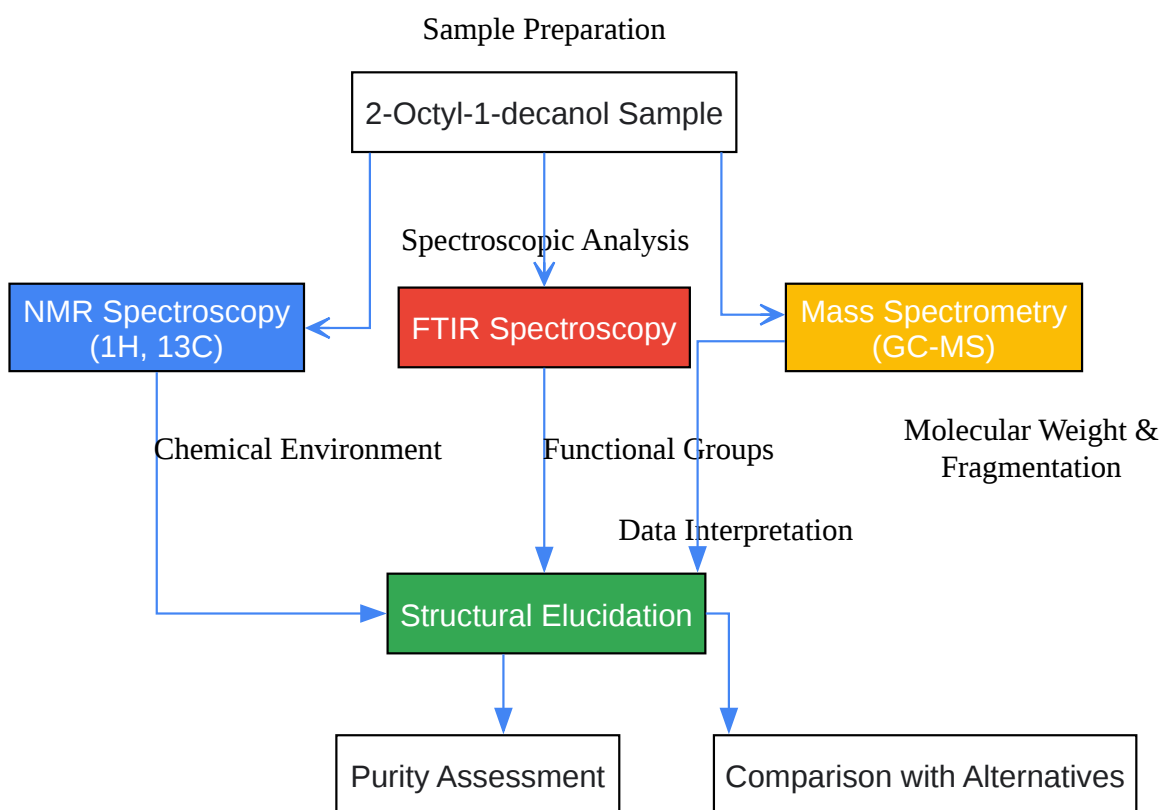 Sample Preparation
2-Octyl-1-decanol Sample
Spectroscopic Analysis
NMR Spectroscopy
(1H, 13C)
FTIR Spectroscopy
Mass Spectrometry
(GC-MS)
Chemical Environment
Functional Groups
Molecular Weight &
Fragmentation
Data Interpretation
Structural Elucidation
Purity Assessment
Comparison with Alternatives